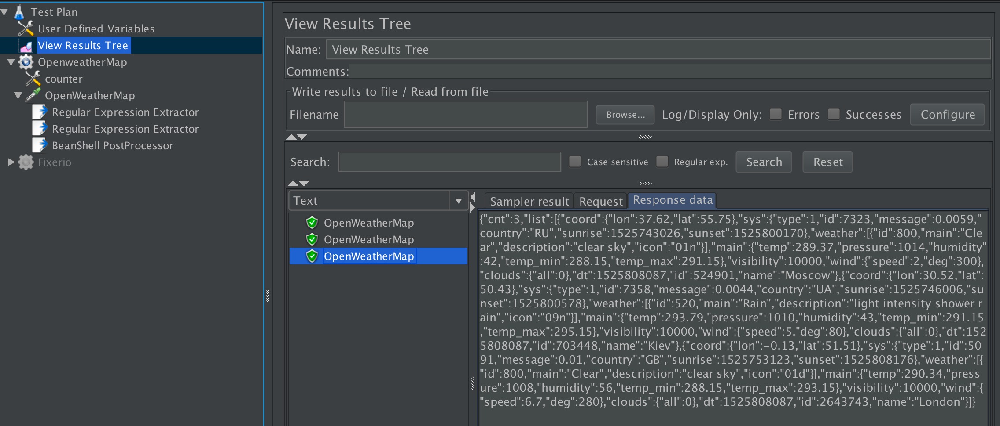 Test Plan
User Defined Variables
View Results Tree
OpenweatherMap
counter
OpenWeatherMap
Regular Expression Extractor
Regular Expression Extractor
BeanShell PostProcessor
Fixerio
View Results Tree
Name: View Results Tree
Comments:
Write results to file / Read from file
Filename Browse... Log/Display Only: Errors Successes Configure
Search: Case sensitive Regular exp. Search Reset
Text
OpenWeatherMap
OpenWeatherMap
OpenWeatherMap
Sampler result Request Response data
{"cnt":3,"list":[{"coord":{"lon":37.62,"lat":55.75},"sys":{"type":1,"id":7323,"message":0.0059,"
country":"RU","sunrise":1525743026,"sunset":1525800170},"weather":[{"id":800,"main":"Cle
ar","description":"clear sky","icon":"01n"}],"main":{"temp":289.37,"pressure":1014,"humidity"
:42,"temp_min":288.15,"temp_max":291.15},"visibility":10000,"wind":{"speed":2,"deg":300},
"clouds":{"all":0},"dt":1525808087,"id":524901,"name":"Moscow"},{"coord":{"lon":30.52,"lat":
50.43},"sys":{"type":1,"id":7358,"message":0.0044,"country":"UA","sunrise":1525746006,"su
nset":1525800578},"weather":[{"id":520,"main":"Rain","description":"light intensity shower r
ain","icon":"09n"}],"main":{"temp":293.79,"pressure":1010,"humidity":43,"temp_min":291.15
,"temp_max":295.15},"visibility":10000,"wind":{"speed":5,"deg":80},"clouds":{"all":0},"dt":152
5808087,"id":703448,"name":"Kiev"},{"coord":{"lon":-0.13,"lat":51.51},"sys":{"type":1,"id":50
91,"message":0.01,"country":"GB","sunrise":1525753123,"sunset":1525808176},"weather":[{
"id":800,"main":"Clear","description":"clear sky","icon":"01d"}],"main":{"temp":290.34,"press
ure":1008,"humidity":56,"temp_min":288.15,"temp_max":293.15},"visibility":10000,"wind":{
"speed":6.7,"deg":280},"clouds":{"all":0},"dt":1525808087,"id":2643743,"name":"London"}]}